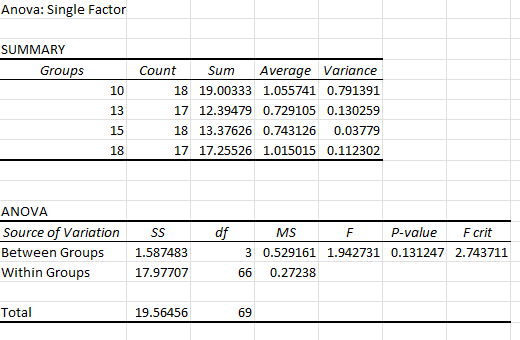 Anova: Single Factor
SUMMARY
Groups Count Sum Average Variance
10 18 19.00333 1.055741 0.791391
13 17 12.39479 0.729105 0.130259
15 18 13.37626 0.743126 0.03779
18 17 17.25526 1.015015 0.112302
ANOVA
Source of Variation SS df MS F P-value F crit
Between Groups 1.587483 3 0.529161 1.942731 0.131247 2.743711
Within Groups 17.97707 66 0.27238
Total 19.56456 69